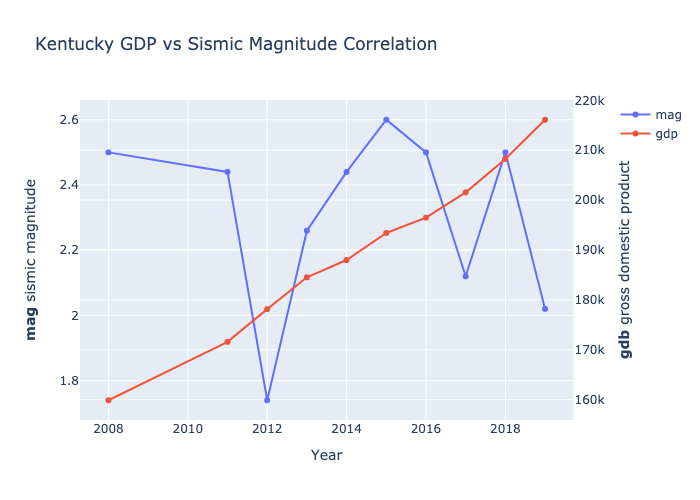 Kentucky GDP vs Sismic Magnitude Correlation
mag
gdp
2.6
2.4
2.2
2
1.8
mag sismic magnitude
220k
210k
200k
190k
180k
170k
160k
gdb gross domestic product
2008
2010
2012
2014
2016
2018
Year